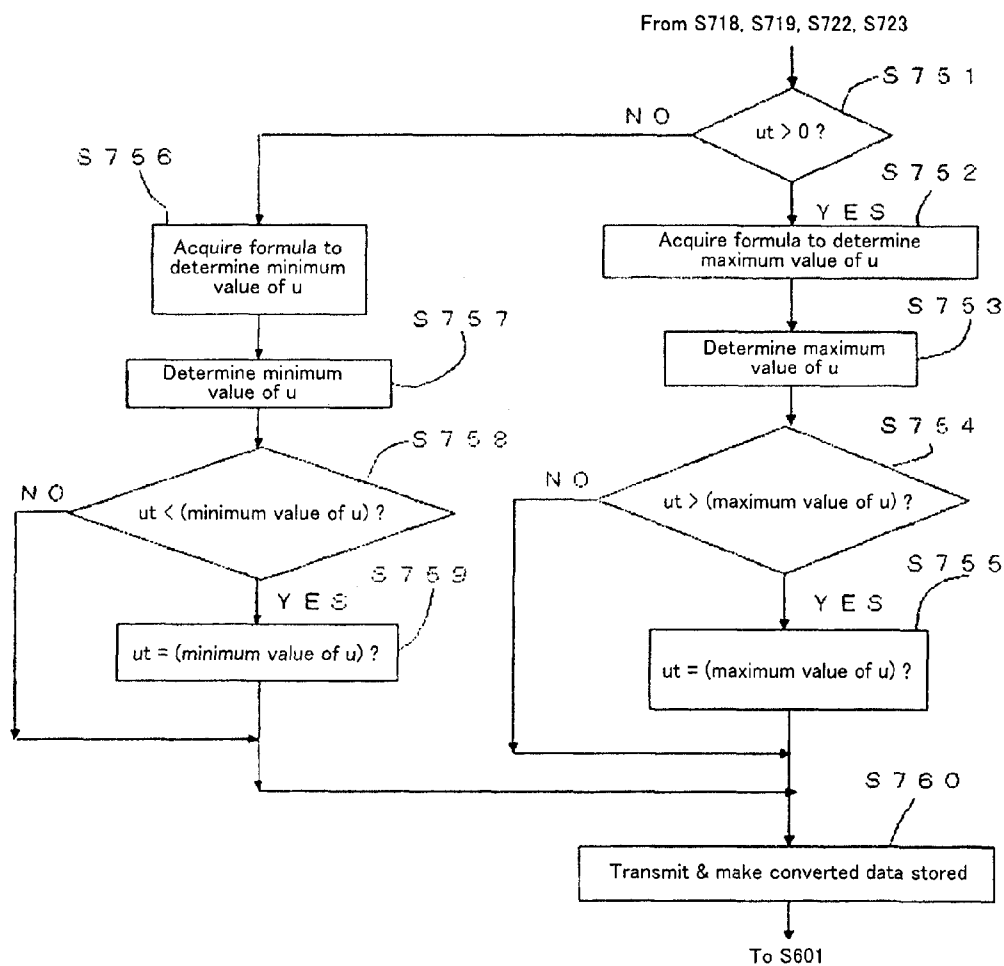 From S718, S719, S722, S723
S751
NO
ut > 0 ?
S756
S752
YES
Acquire formula to
determine minimum
value of u
Acquire formula to determine
maximum value of u
S757
S753
Determine minimum
value of u
Determine maximum
value of u
S758
S754
NO
ut < (minimum value of u) ?
NO
ut > (maximum value of u) ?
S759
S755
YES
YES
ut = (minimum value of u) ?
ut = (maximum value of u) ?
S760
Transmit & make converted data stored
To S601